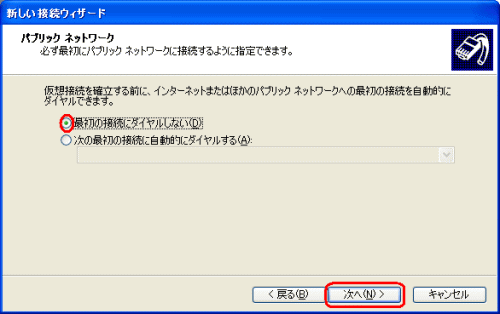 新しい接続ウィザード
パブリック ネットワーク
必ず最初にパブリック ネットワークに接続するように指定できます。
仮想接続を確立する前に、インターネットまたはほかのパブリック ネットワークへの最初の接続を自動的に
ダイヤルできます。
最初の接続にダイヤルしない(D)
次の最初の接続に自動的にダイヤルする(A):
< 戻る(B)
次へ(N) >
キャンセル